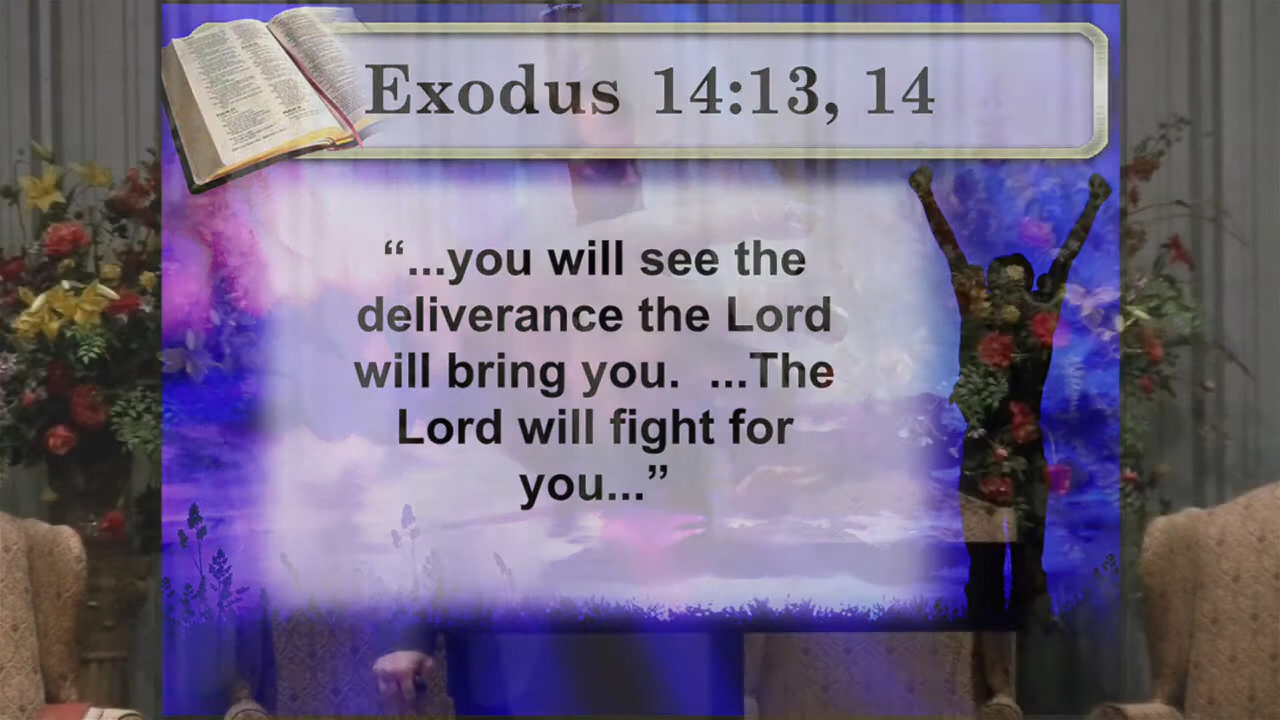 Exodus 14:13, 14
“...you will see the
deliverance the Lord
will bring you.  ...The
Lord will fight for
you...”